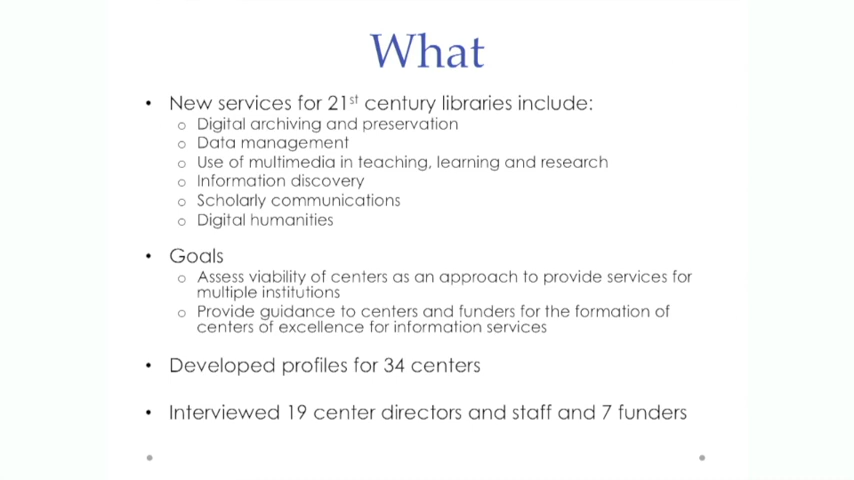 What
• New services for 21st century libraries include:
o Digital archiving and preservation
o Data management
o Use of multimedia in teaching, learning and research
o Information discovery
o Scholarly communications
o Digital humanities
• Goals
o Assess viability of centers as an approach to provide services for
multiple institutions
o Provide guidance to centers and funders for the formation of
centers of excellence for information services
• Developed profiles for 34 centers
• Interviewed 19 center directors and staff and 7 funders